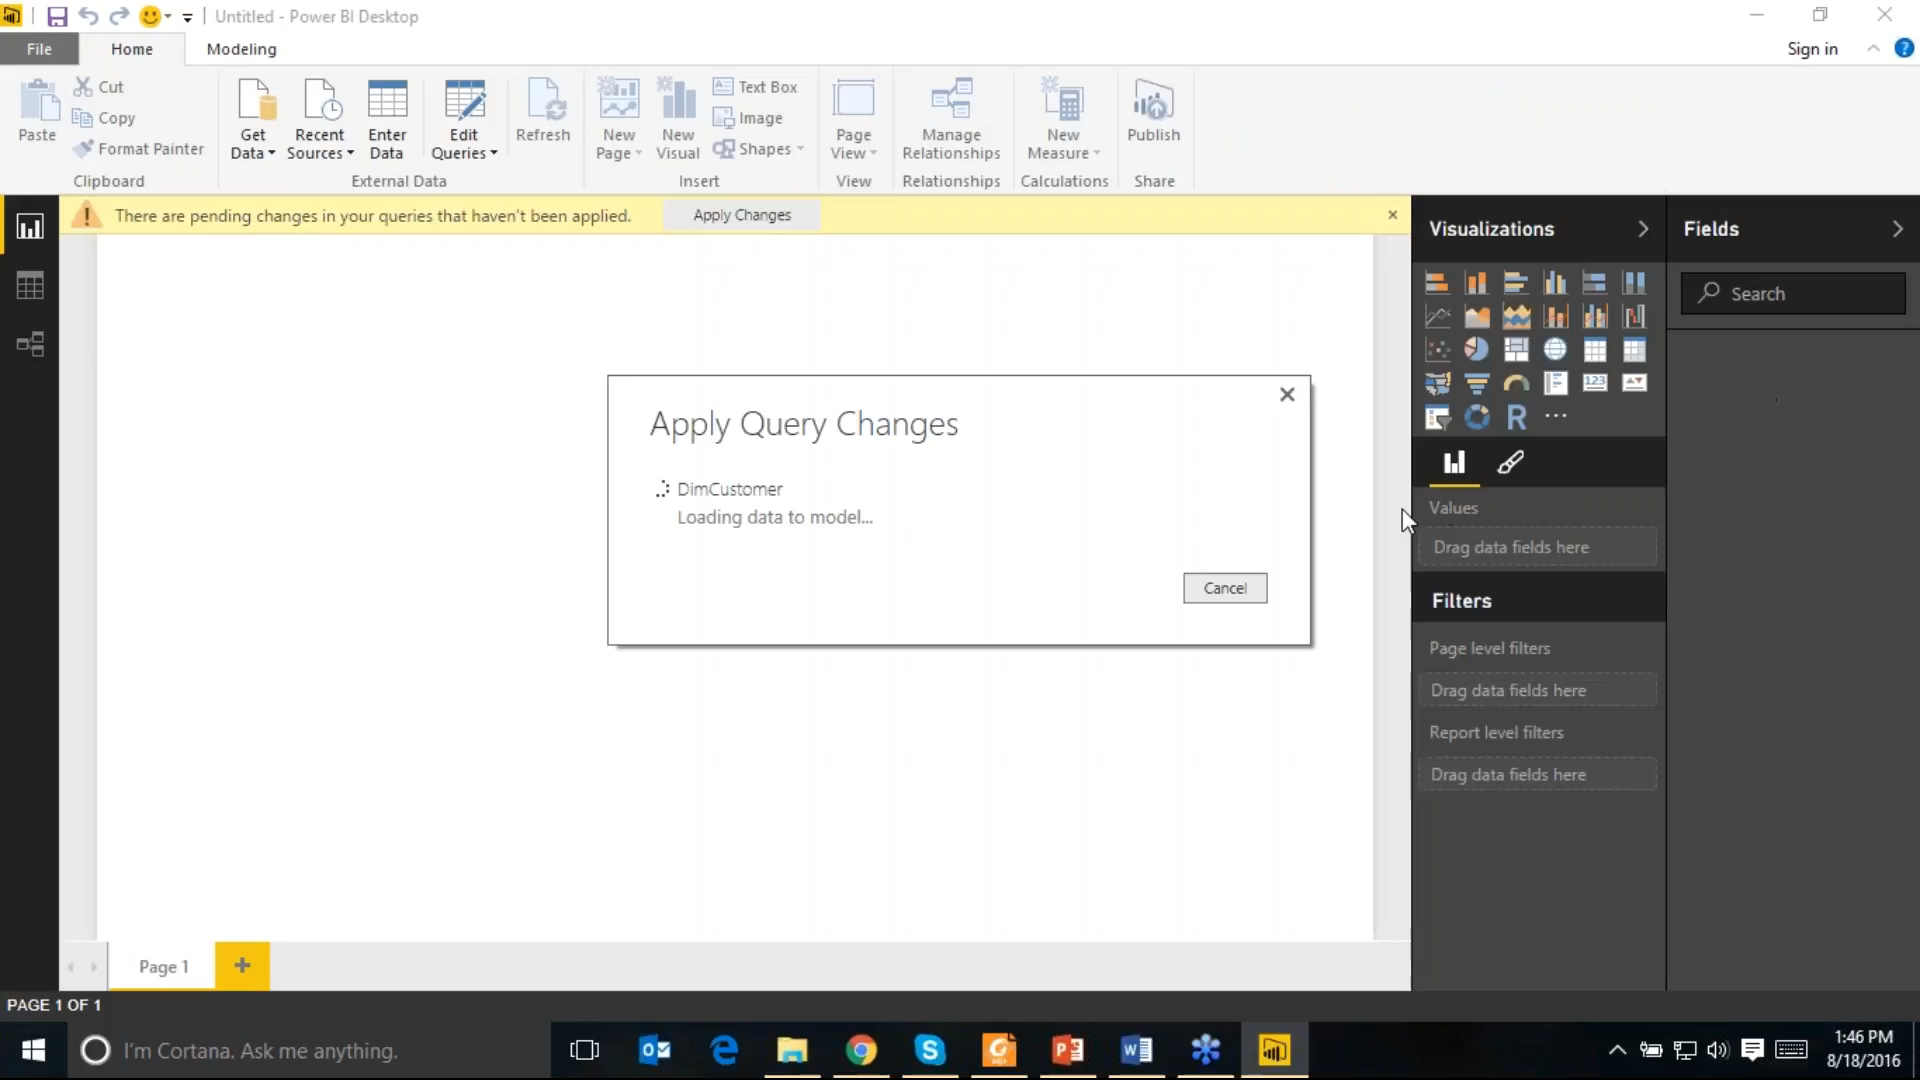 Untitled - Power BI Desktop
File Home Modeling Sign in
Paste Cut Copy Format Painter
Get Data Recent Sources Enter Data Edit Queries Refresh
New Page New Visual Text Box Image Shapes
Page View Manage Relationships New Measure Publish
Clipboard External Data Insert View Relationships Calculations Share
There are pending changes in your queries that haven't been applied. Apply Changes
Visualizations Fields
Search
Apply Query Changes
DimCustomer
Loading data to model...
Cancel
123
R
Values
Drag data fields here
Filters
Page level filters
Drag data fields here
Report level filters
Drag data fields here
Page 1 +
PAGE 1 OF 1
I'm Cortana. Ask me anything.
1:46 PM
8/18/2016